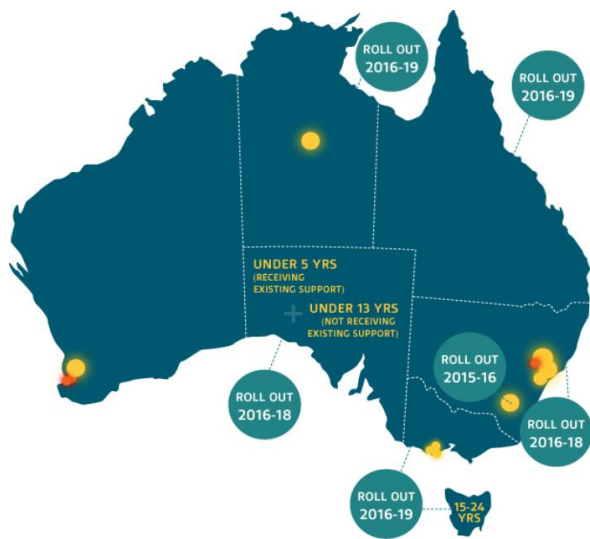 ROLL OUT
2016-19
ROLL OUT
2016-19
UNDER 5 YRS
(RECEIVING
EXISTING SUPPORT)
UNDER 13 YRS
(NOT RECEIVING
EXISTING SUPPORT)
ROLL OUT
2015-16
ROLL OUT
2016-18
ROLL OUT
2016-18
ROLL OUT
2016-19
15-24
YRS